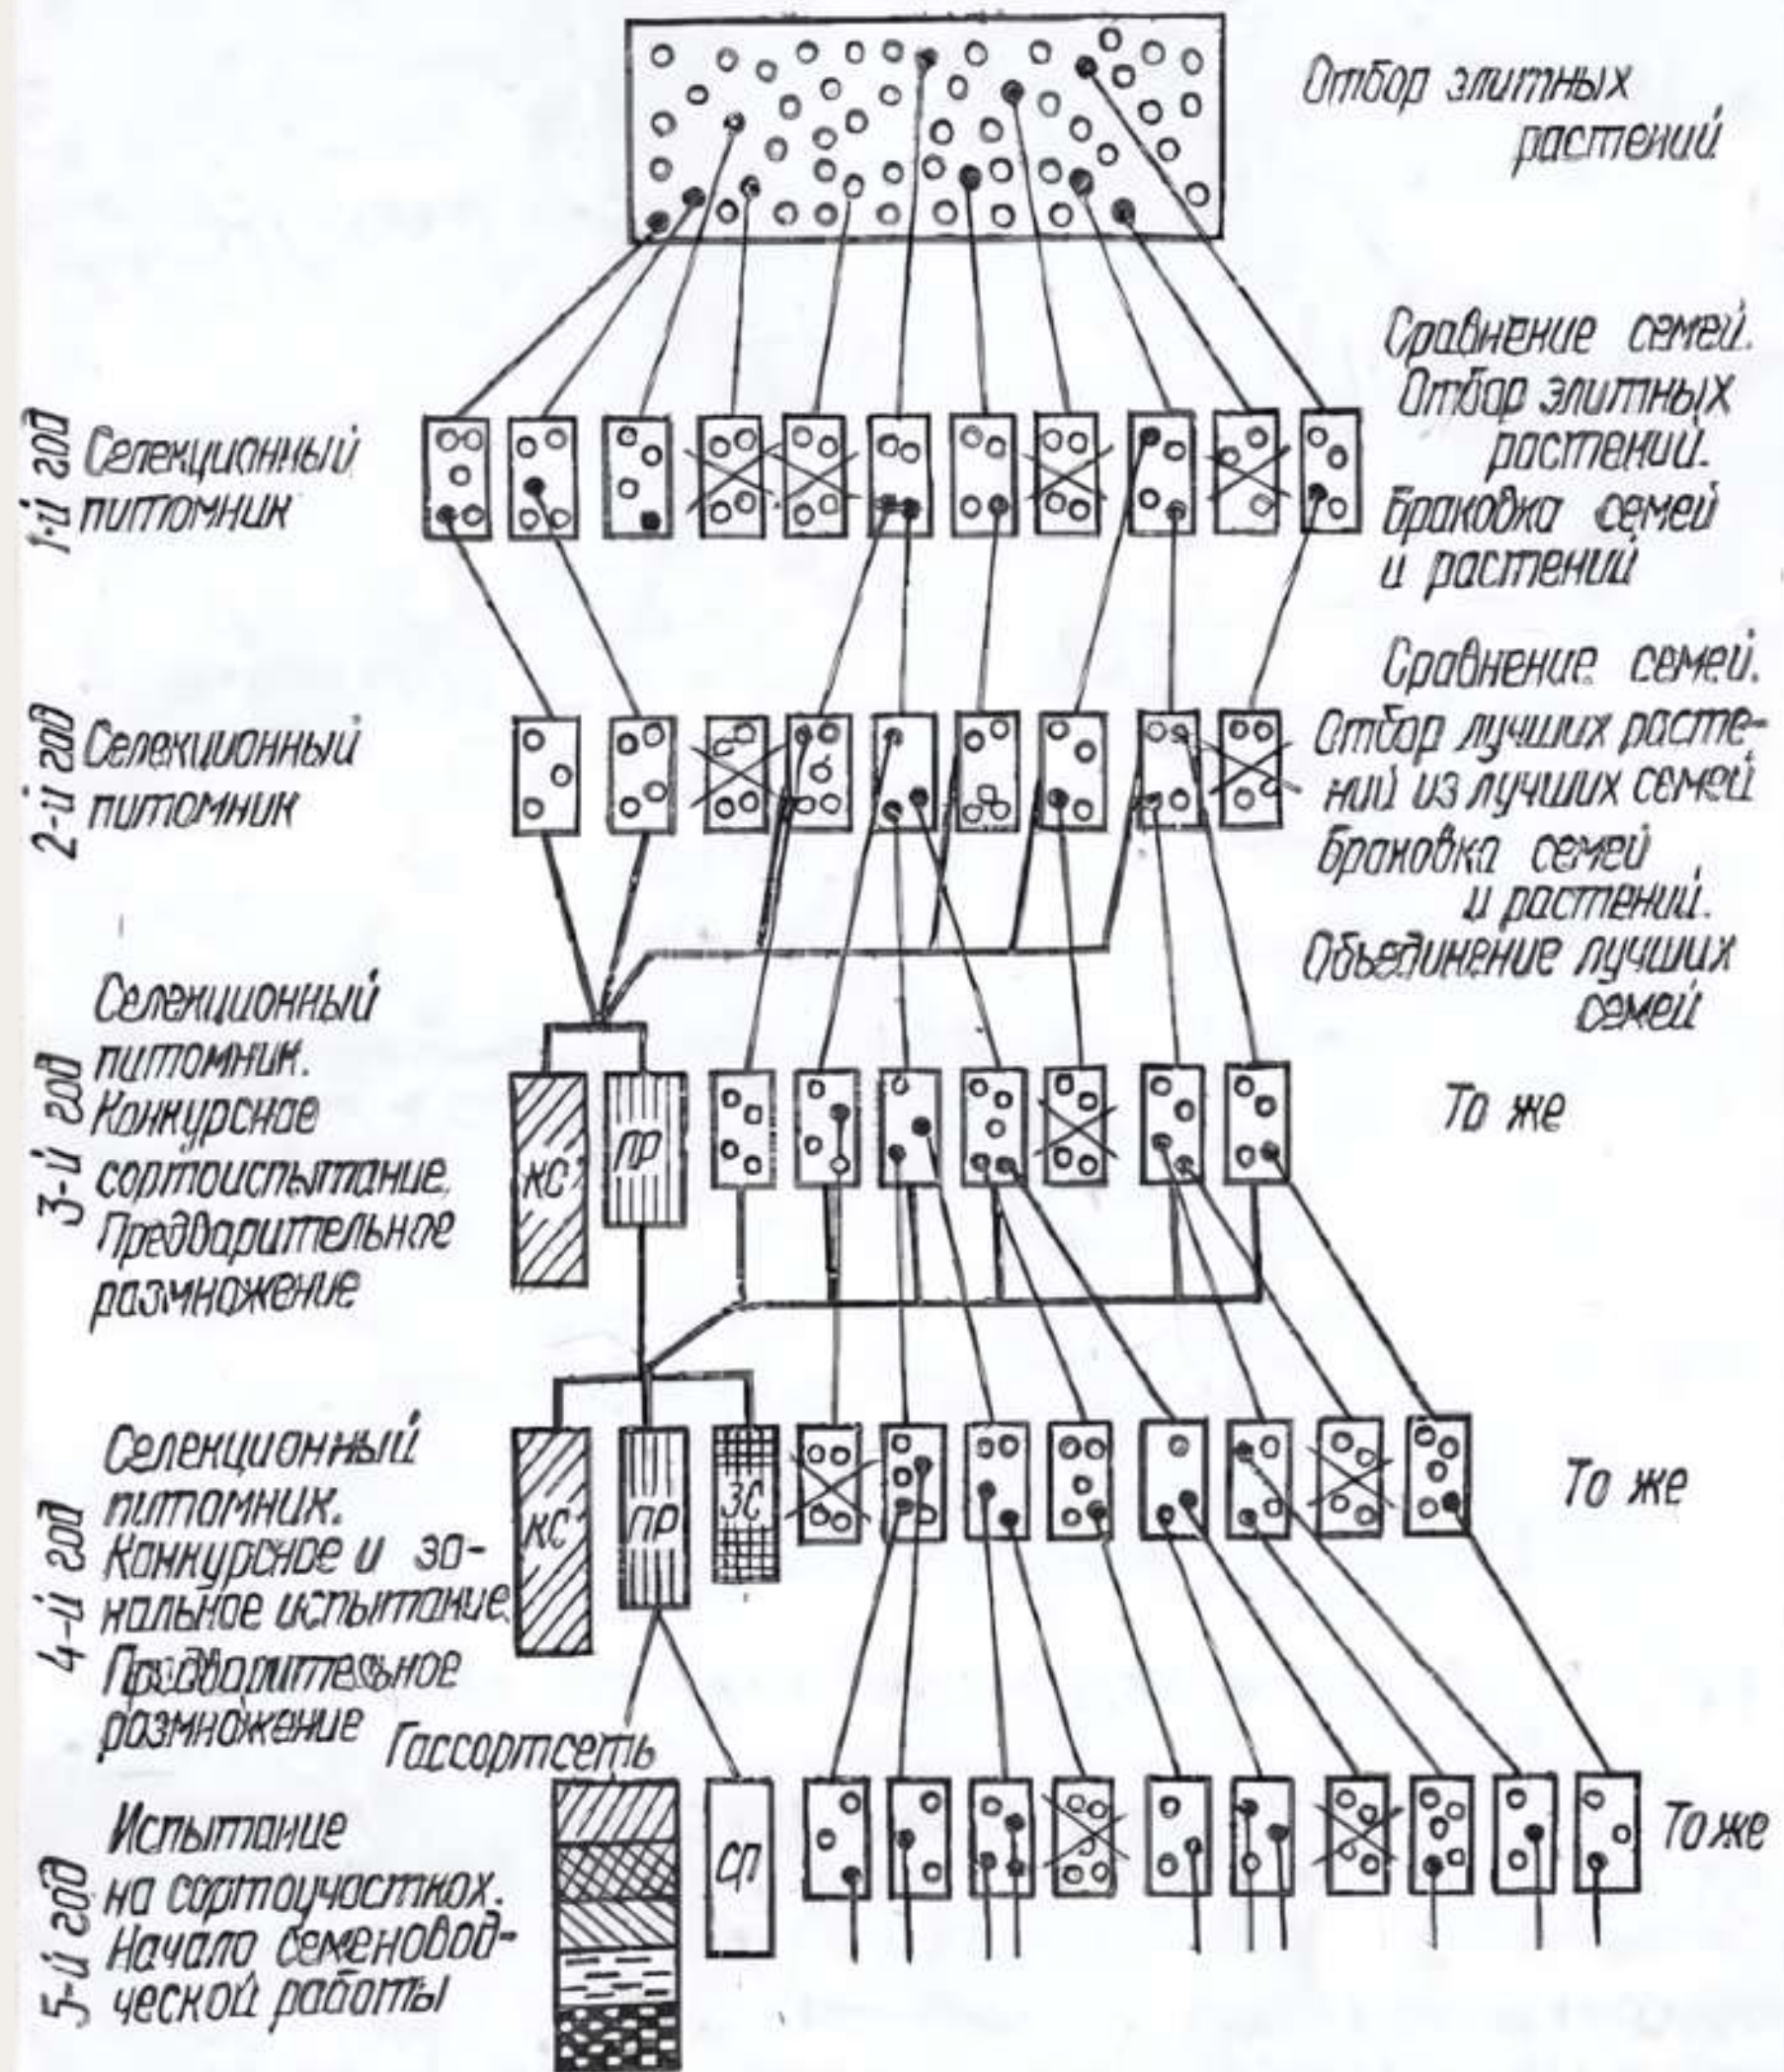 Отбор элитных
растений
1-й год
Селекционный
питомник
Сравнение семей.
Отбор элитных
растений.
Браковка семей
и растений
2-й год
Селекционный
питомник
Сравнение семей.
Отбор лучших расте-
ний из лучших семей
Браковка семей
и растений.
Объединение лучших
семей
3-й год
Селекционный
питомник.
Конкурсное
сортоиспытание.
Предварительное
размножение
КС
ПР
То же
4-й год
Селекционный
питомник.
Конкурсное и зо-
нальное испытание.
Предварительное
размножение
КС
ПР
ЗС
То же
Гассортсеть
5-й год
Испытание
на сортоучастках.
Начало семеновод-
ческой работы
СП
То же